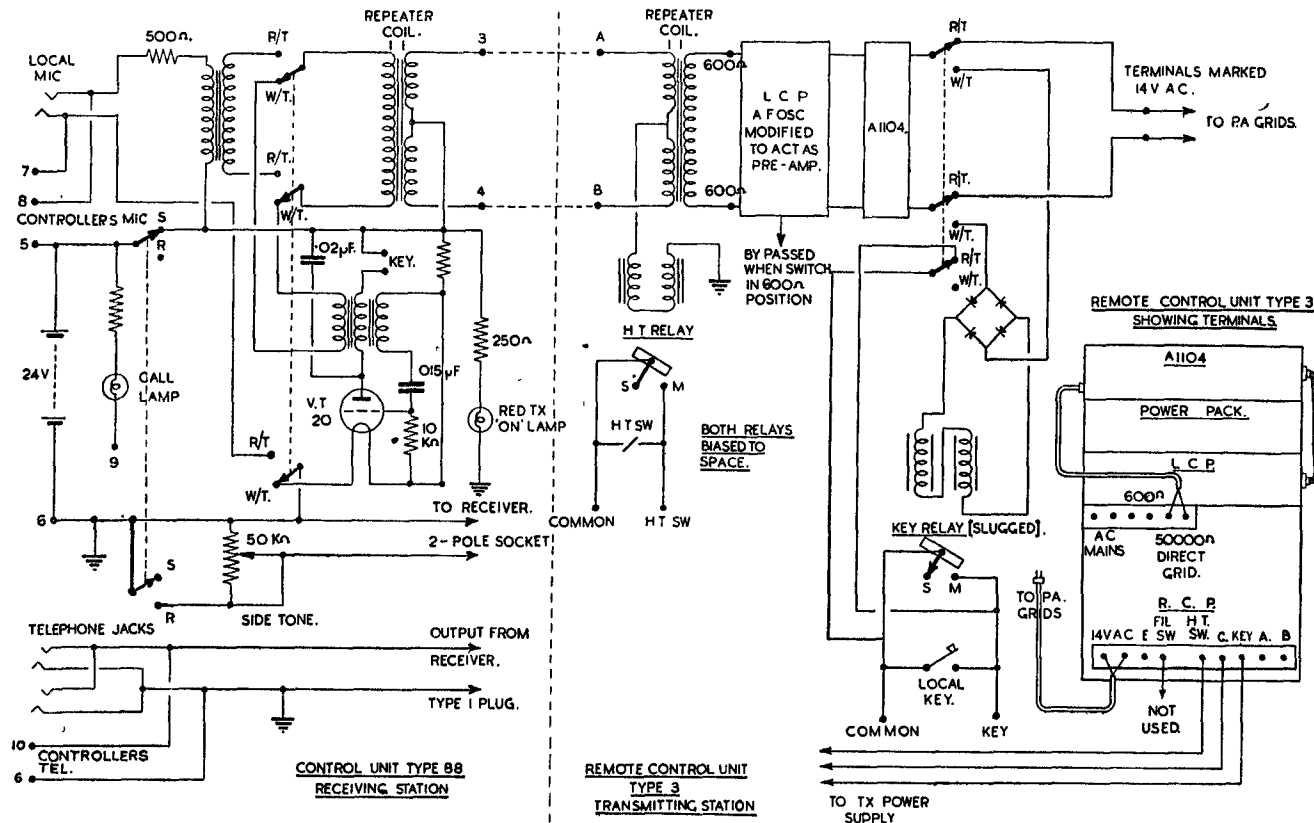 500Ω.
LOCAL
MIC
R/T
W/T.
R/T.
W/T.
REPEATER
COIL.
3
4
7
8
CONTROLLERS MIC
S
R
5
.02μF.
KEY.
24V
CALL
LAMP
9
V.T
20
.015μF
10
KΩ
250Ω
RED TX
'ON' LAMP
R/T
W/T.
6
TO RECEIVER.
50 KΩ
2-POLE SOCKET
S
R
SIDE TONE.
TELEPHONE JACKS
OUTPUT FROM
RECEIVER.
TYPE 1 PLUG.
10
CONTROLLERS
TEL.
6
CONTROL UNIT TYPE 88
RECEIVING STATION
A
B
REPEATER
COIL.
600Ω
600Ω
L C P
A FOSC
MODIFIED
TO ACT AS
PRE-AMP.
A1104.
R/T
W/T
R/T.
W/T.
R/T
W/T.
TERMINALS MARKED
14V AC.
TO PA GRIDS.
BY PASSED
WHEN SWITCH
IN 600Ω
POSITION
H T RELAY
S
M
H T SW
COMMON
H T SW
BOTH RELAYS
BIASED TO
SPACE.
KEY RELAY [SLUGGED].
S
M
LOCAL
KEY.
COMMON
KEY
REMOTE CONTROL UNIT
TYPE 3
TRANSMITTING STATION
REMOTE CONTROL UNIT TYPE 3
SHOWING TERMINALS
A1104
POWER PACK.
L C P.
600Ω
AC
MAINS
50000Ω
DIRECT
GRID.
TO PA.
GRIDS
R. C. P.
14V AC
E
FIL
SW
H T.
SW.
C.
KEY
A.
B
NOT
USED.
TO TX POWER
SUPPLY